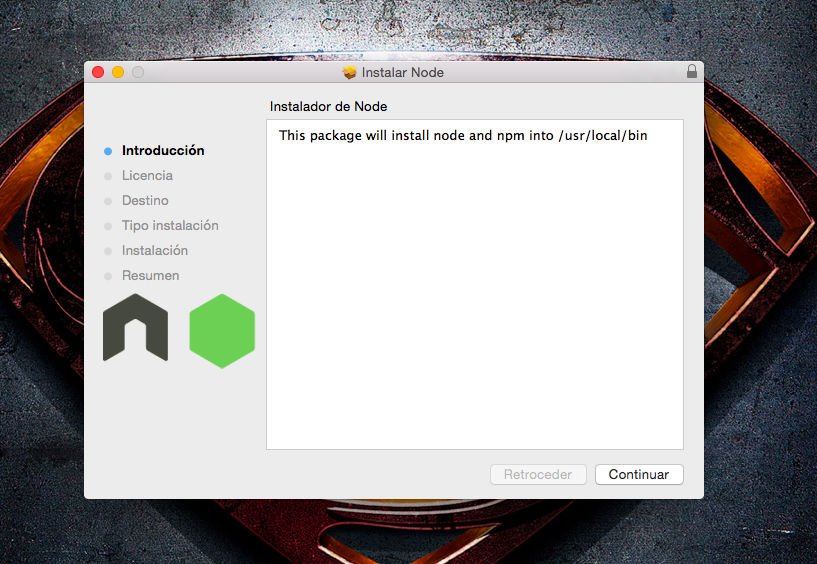 Instalar Node
Instalador de Node
This package will install node and npm into /usr/local/bin
Introducción
Licencia
Destino
Tipo instalación
Instalación
Resumen
Retroceder
Continuar